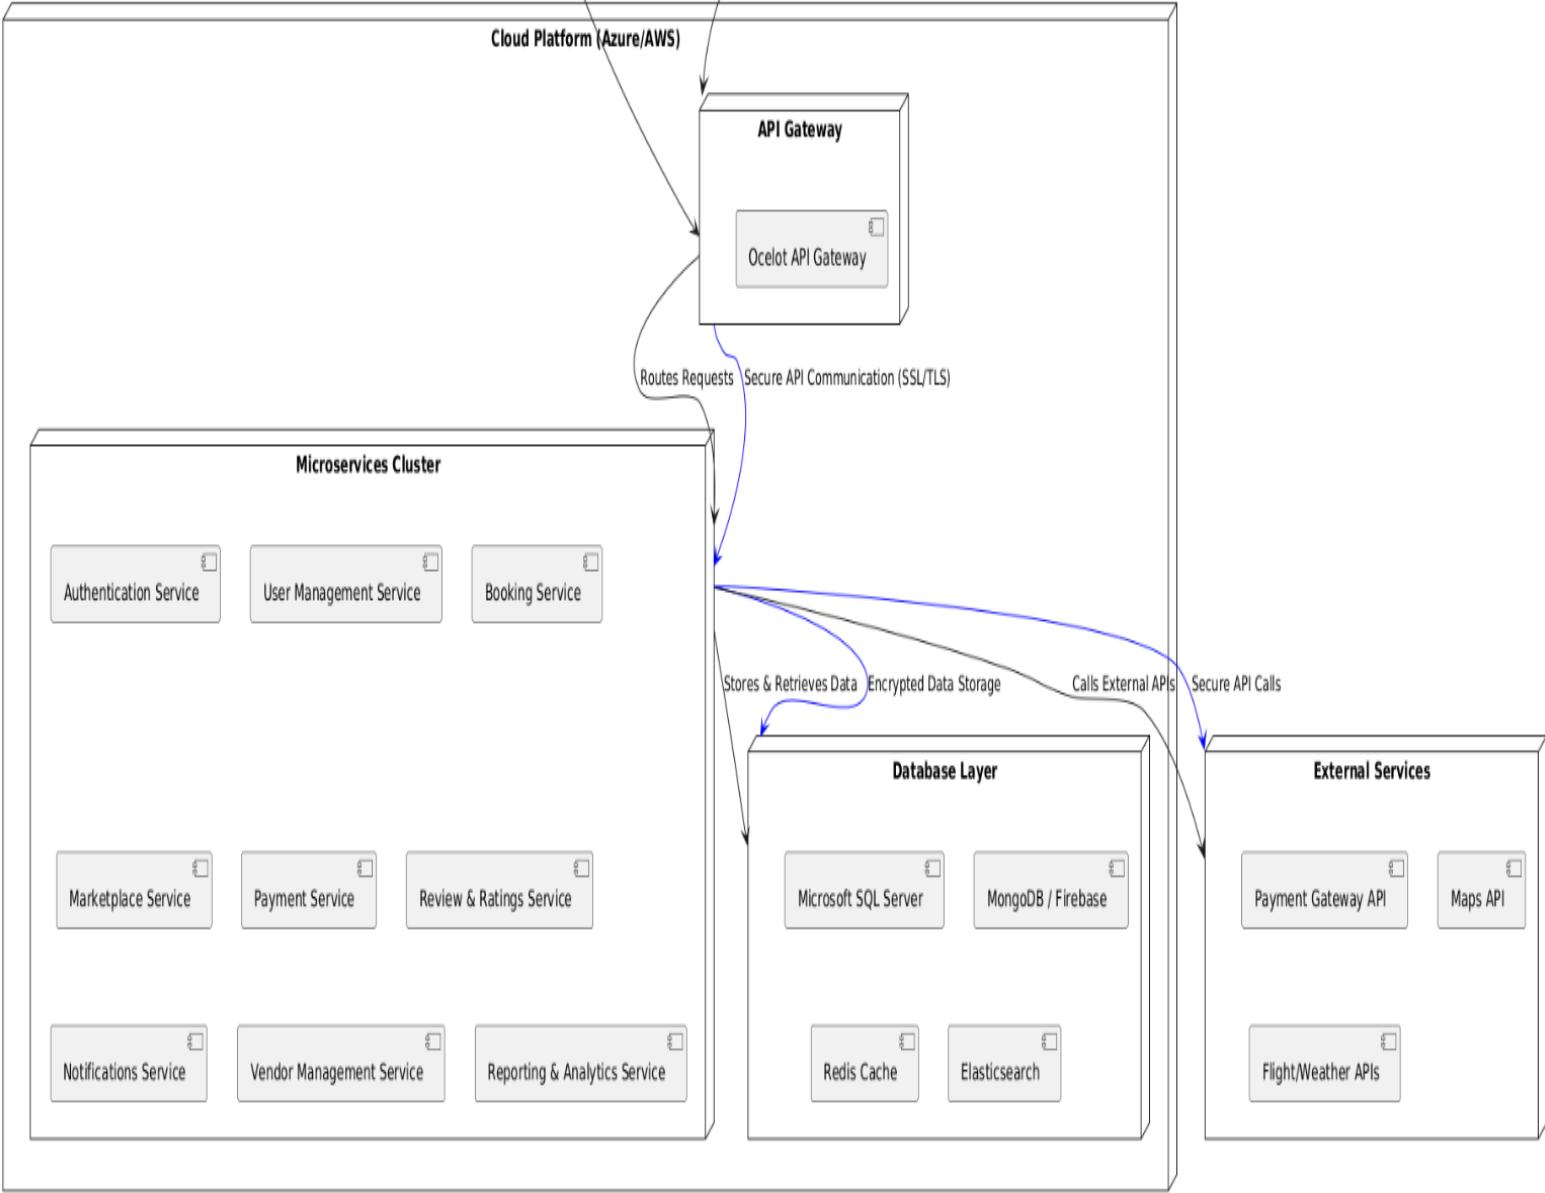 Cloud Platform (Azure/AWS)
API Gateway
Ocelot API Gateway
Routes Requests
Secure API Communication (SSL/TLS)
Microservices Cluster
Authentication Service
User Management Service
Booking Service
Stores & Retrieves Data
Encrypted Data Storage
Calls External APIs
Secure API Calls
Marketplace Service
Payment Service
Review & Ratings Service
Notifications Service
Vendor Management Service
Reporting & Analytics Service
Database Layer
Microsoft SQL Server
MongoDB / Firebase
Redis Cache
Elasticsearch
External Services
Payment Gateway API
Maps API
Flight/Weather APIs